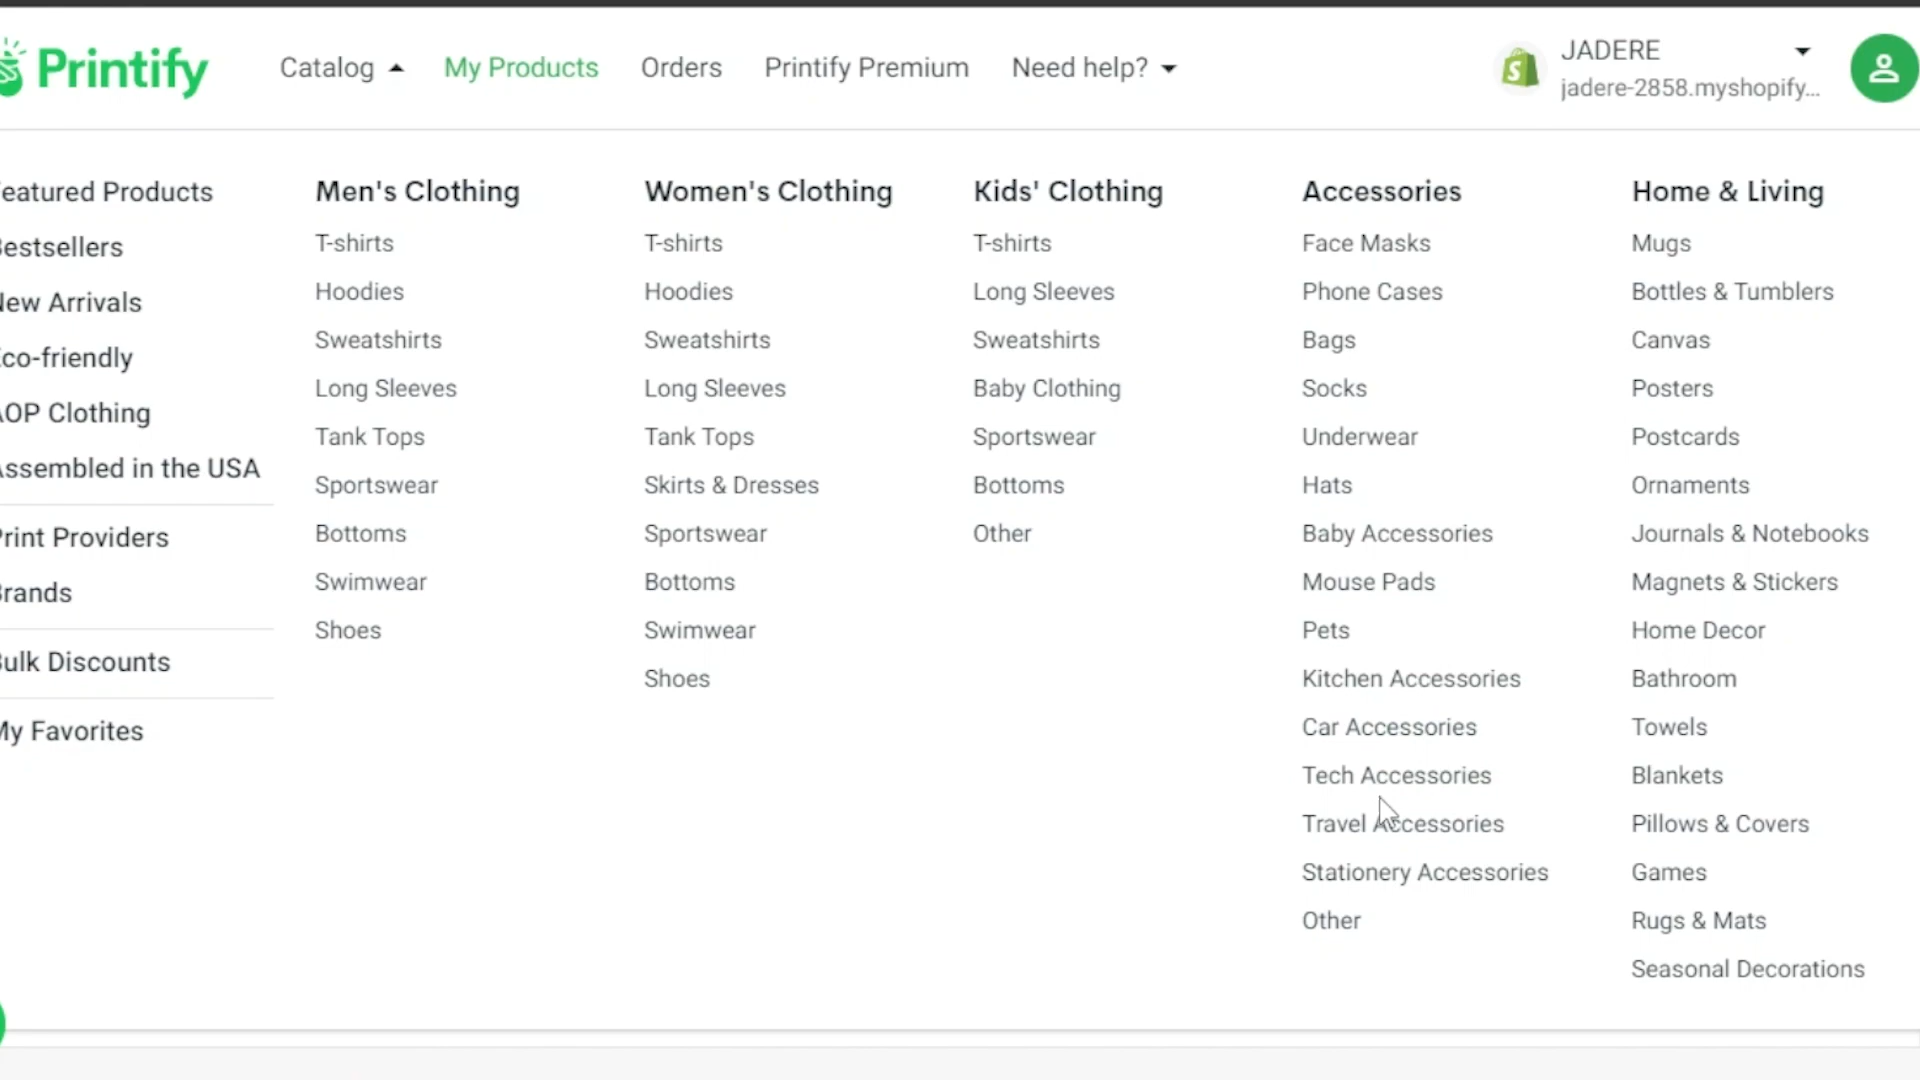 Printify
Catalog
My Products
Orders
Printify Premium
Need help?
JADERE
jadere-2858.myshopify...
eatured Products
estsellers
ew Arrivals
co-friendly
AOP Clothing
Assembled in the USA
rint Providers
rands
ulk Discounts
My Favorites
Men's Clothing
T-shirts
Hoodies
Sweatshirts
Long Sleeves
Tank Tops
Sportswear
Bottoms
Swimwear
Shoes
Women's Clothing
T-shirts
Hoodies
Sweatshirts
Long Sleeves
Tank Tops
Skirts & Dresses
Sportswear
Bottoms
Swimwear
Shoes
Kids' Clothing
T-shirts
Long Sleeves
Sweatshirts
Baby Clothing
Sportswear
Bottoms
Other
Accessories
Face Masks
Phone Cases
Bags
Socks
Underwear
Hats
Baby Accessories
Mouse Pads
Pets
Kitchen Accessories
Car Accessories
Tech Accessories
Travel Accessories
Stationery Accessories
Other
Home & Living
Mugs
Bottles & Tumblers
Canvas
Posters
Postcards
Ornaments
Journals & Notebooks
Magnets & Stickers
Home Decor
Bathroom
Towels
Blankets
Pillows & Covers
Games
Rugs & Mats
Seasonal Decorations